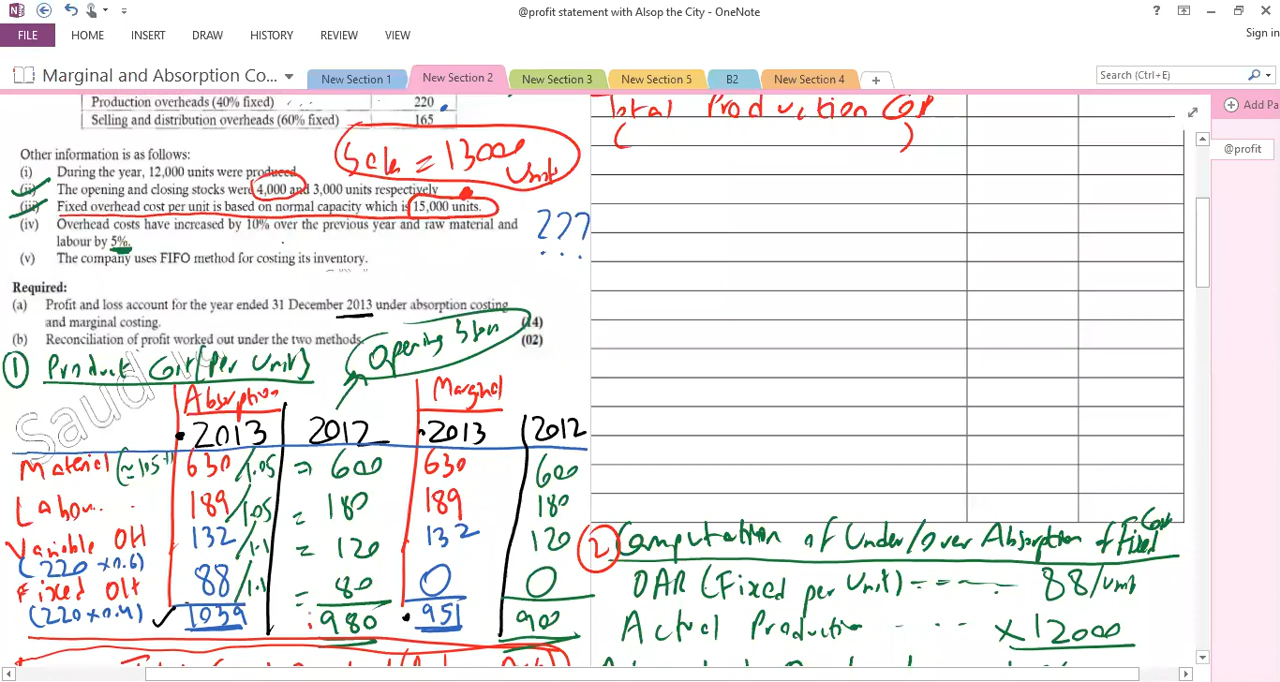 @profit statement with Alsop the City - OneNote
Sign in
FILE HOME INSERT DRAW HISTORY REVIEW VIEW
Marginal and Absorption Co... New Section 1 New Section 2 New Section 3 New Section 5 B2 New Section 4
Search (Ctrl+E)
Add Pa
@profit
Production overheads (40% fixed) 220
Selling and distribution overheads (60% fixed) 165
Other information is as follows:
Sale = 13000 Units
(i) During the year, 12,000 units were produced
(ii) The opening and closing stocks were 4,000 and 3,000 units respectively
(iii) Fixed overhead cost per unit is based on normal capacity which is 15,000 units.
(iv) Overhead costs have increased by 10% over the previous year and raw material and
labour by 5%.
???
(v) The company uses FIFO method for costing its inventory.
Required:
(a) Profit and loss account for the year ended 31 December 2013 under absorption costing
and marginal costing. (14)
(b) Reconciliation of profit worked out under the two methods (02)
1 Product Cost (Per Unit)
Opening Stock
Saud
Absorption Marginal
2013 2012 2013 2012
Material 630/1.05 = 600 630 600
Labour 189/1.05 = 180 189 180
Variable OH 132/1.1 = 120 132 120
(220 x 0.6)
Fixed OH 88/1.1 = 80 0 0
(220 x 0.4) 1039 980 951 900
Total Production Cost
( )
2 Computation of Under/Over Absorption of Fixed Cost
OAR (Fixed per Unit) = 88/unit
Actual Production x 12000